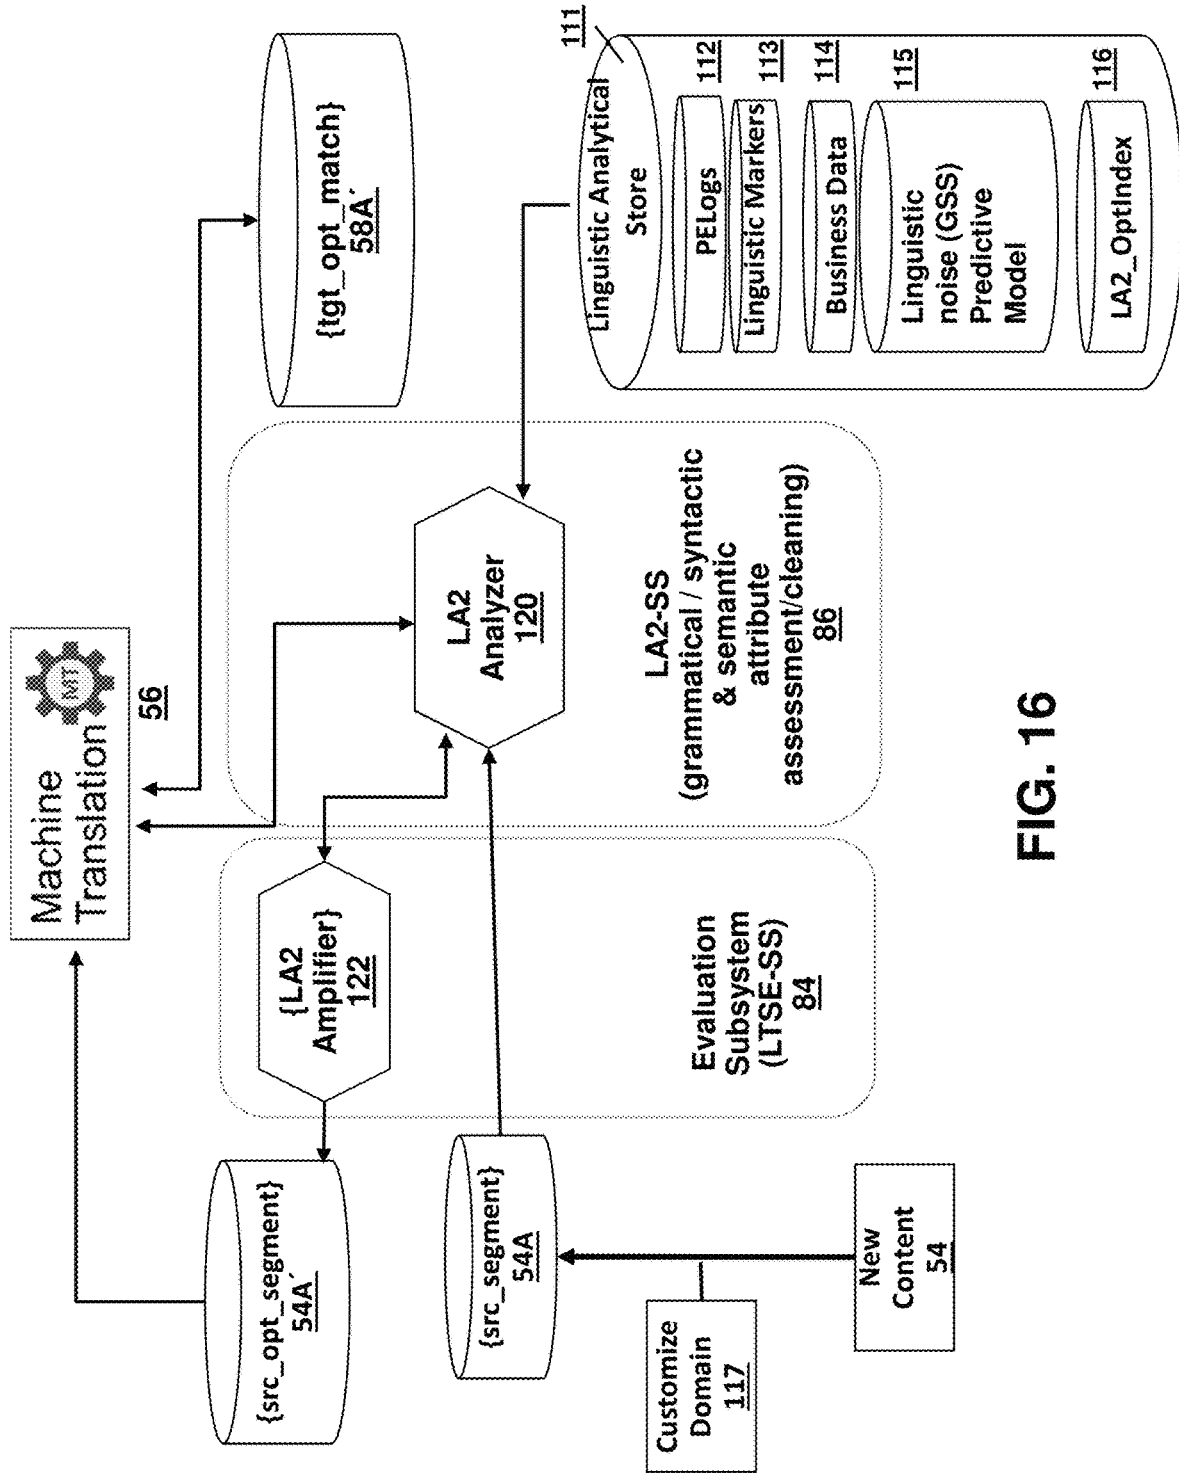 Machine
Translation
MT
56
{src_opt_segment}
54A´
{LA2
Amplifier}
122
LA2
Analyzer
120
{tgt_opt_match}
58A´
{src_segment}
54A
Customize
Domain
117
New
Content
54
Evaluation
Subsystem
(LTSE-SS)
84
LA2-SS
(grammatical / syntactic
& semantic
attribute
assessment/cleaning)
86
111
Linguistic Analytical
Store
PELogs
112
Linguistic Markers
113
Business Data
114
Linguistic
noise (GSS)
Predictive
Model
115
LA2_OptIndex
116
FIG. 16